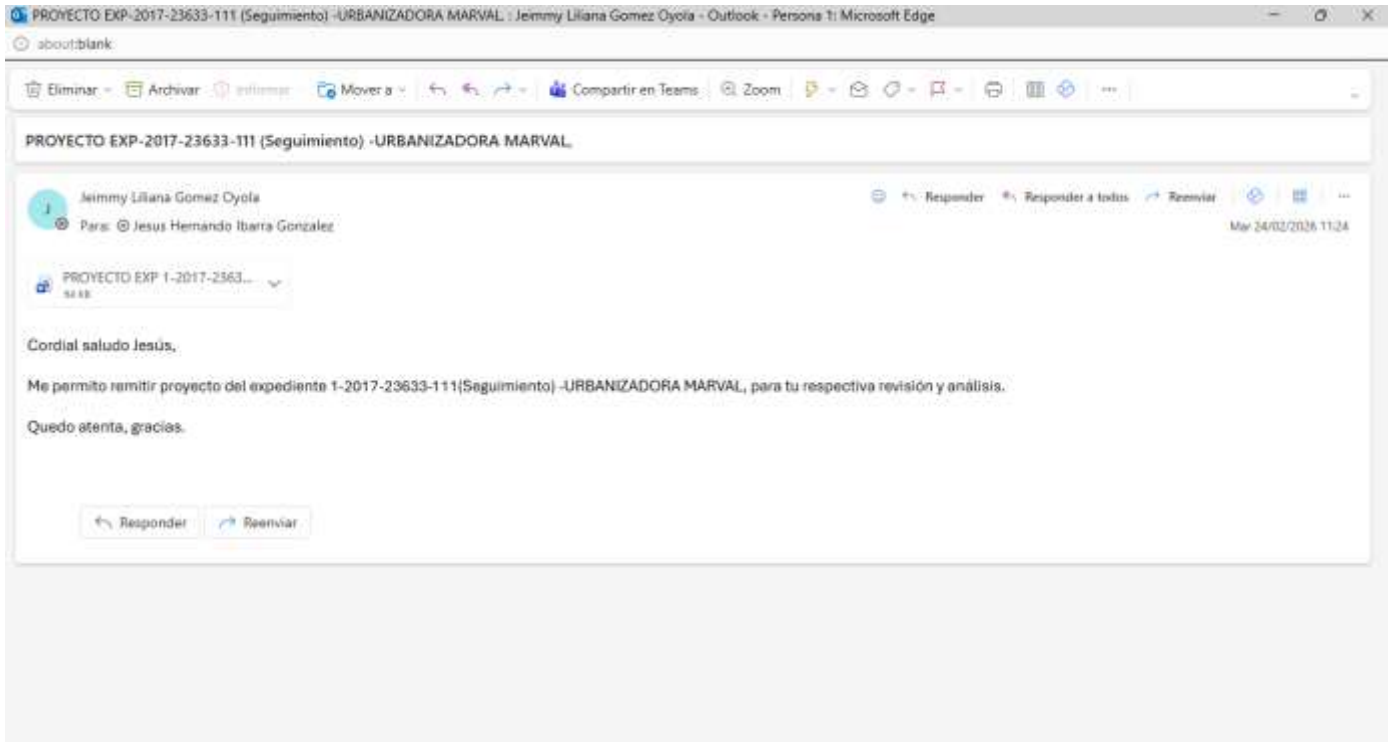 PROYECTO EXP-2017-23633-111 (Seguimiento) -URBANIZADORA MARVAL, : Jeimmy Liliana Gomez Oyola - Outlook - Persona 1: Microsoft Edge
about:blank
Eliminar Archivar Informar Mover a Compartir en Teams Zoom
PROYECTO EXP-2017-23633-111 (Seguimiento) -URBANIZADORA MARVAL,
J
Jeimmy Liliana Gomez Oyola
Responder Responder a todos Reenviar
Para: Jesus Hernando Ibarra Gonzalez
Mar 24/02/2026 11:24
PROYECTO EXP 1-2017-2363...
Cordial saludo Jesús,
Me permito remitir proyecto del expediente 1-2017-23633-111(Seguimiento) -URBANIZADORA MARVAL, para tu respectiva revisión y análisis.
Quedo atenta, gracias.
Responder Reenviar